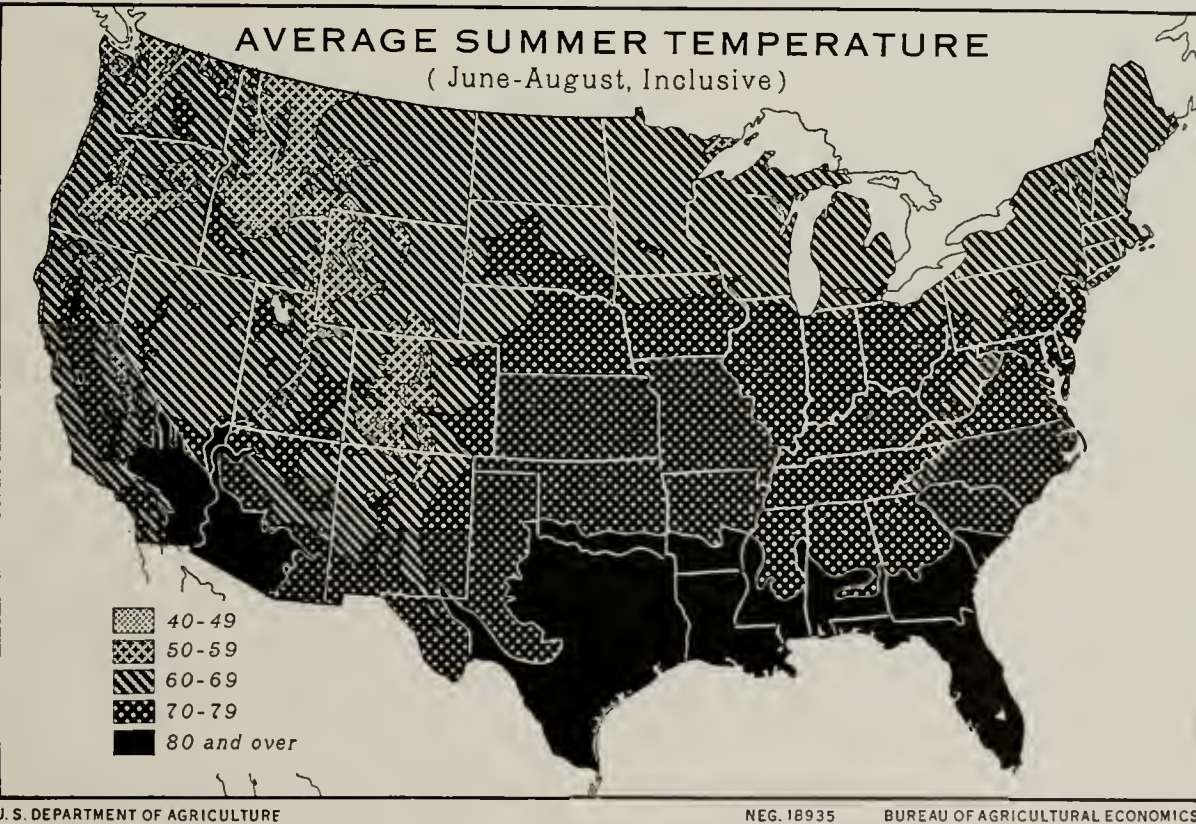 AVERAGE SUMMER TEMPERATURE
( June-August, Inclusive )
40-49
50-59
60-69
70-79
80 and over
U. S. DEPARTMENT OF AGRICULTURE
NEG. 18935
BUREAU OF AGRICULTURAL ECONOMICS